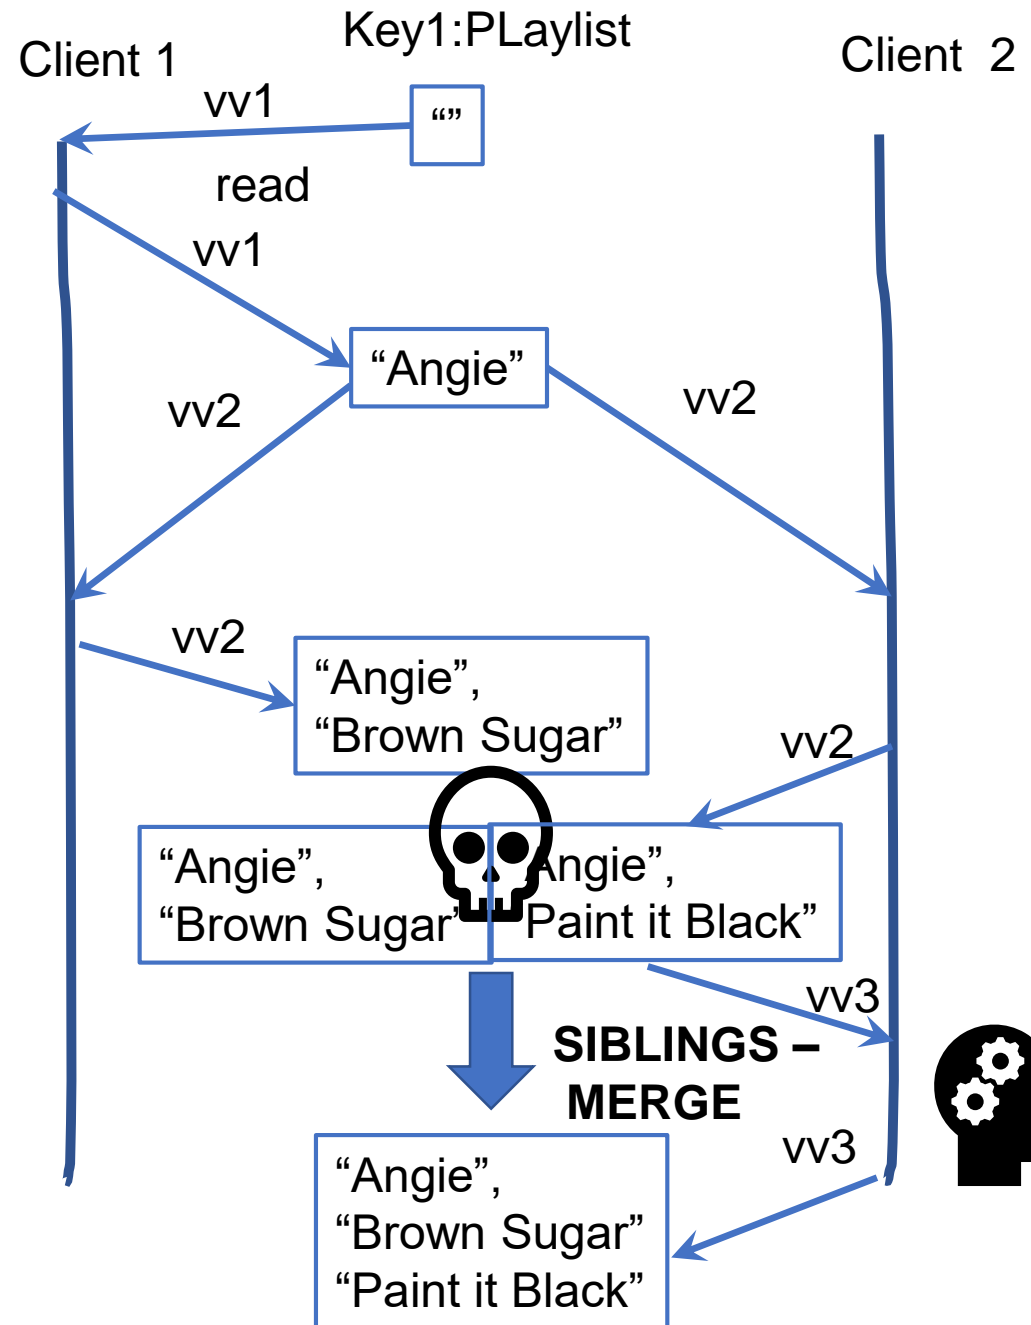 Key1:PLaylist
Client 1
Client 2
vv1
“”
read
vv1
“Angie”
vv2
vv2
vv2
“Angie”,
“Brown Sugar”
vv2
“Angie”,
“Brown Sugar”
Angie”,
Paint it Black”
vv3
SIBLINGS –
MERGE
vv3
“Angie”,
“Brown Sugar”
“Paint it Black”